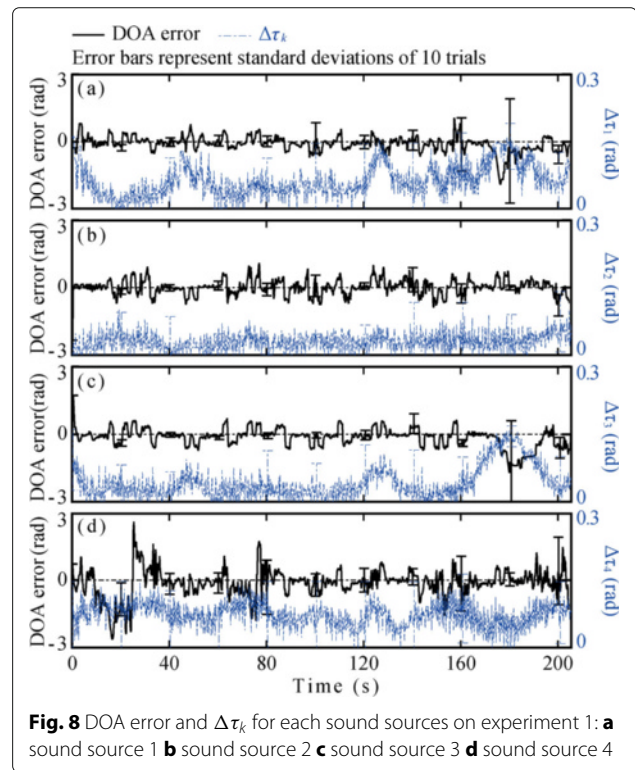 DOA error Δτk
Error bars represent standard deviations of 10 trials
3 (a) 0.3
DOA error (rad) 0 Δτ1 (rad)
-3 0
(b) 3 0.3
DOA error (rad) 0 Δτ2 (rad)
-3 0
(c) 3 0.3
DOA error(rad) 0 Δτ3 (rad)
-3 0
(d) 3 0.3
DOA error (rad) 0 Δτ4 (rad)
-3 0
0 40 80 120 160 200
Time (s)
Fig. 8 DOA error and Δτk for each sound sources on experiment 1: a
sound source 1 b sound source 2 c sound source 3 d sound source 4